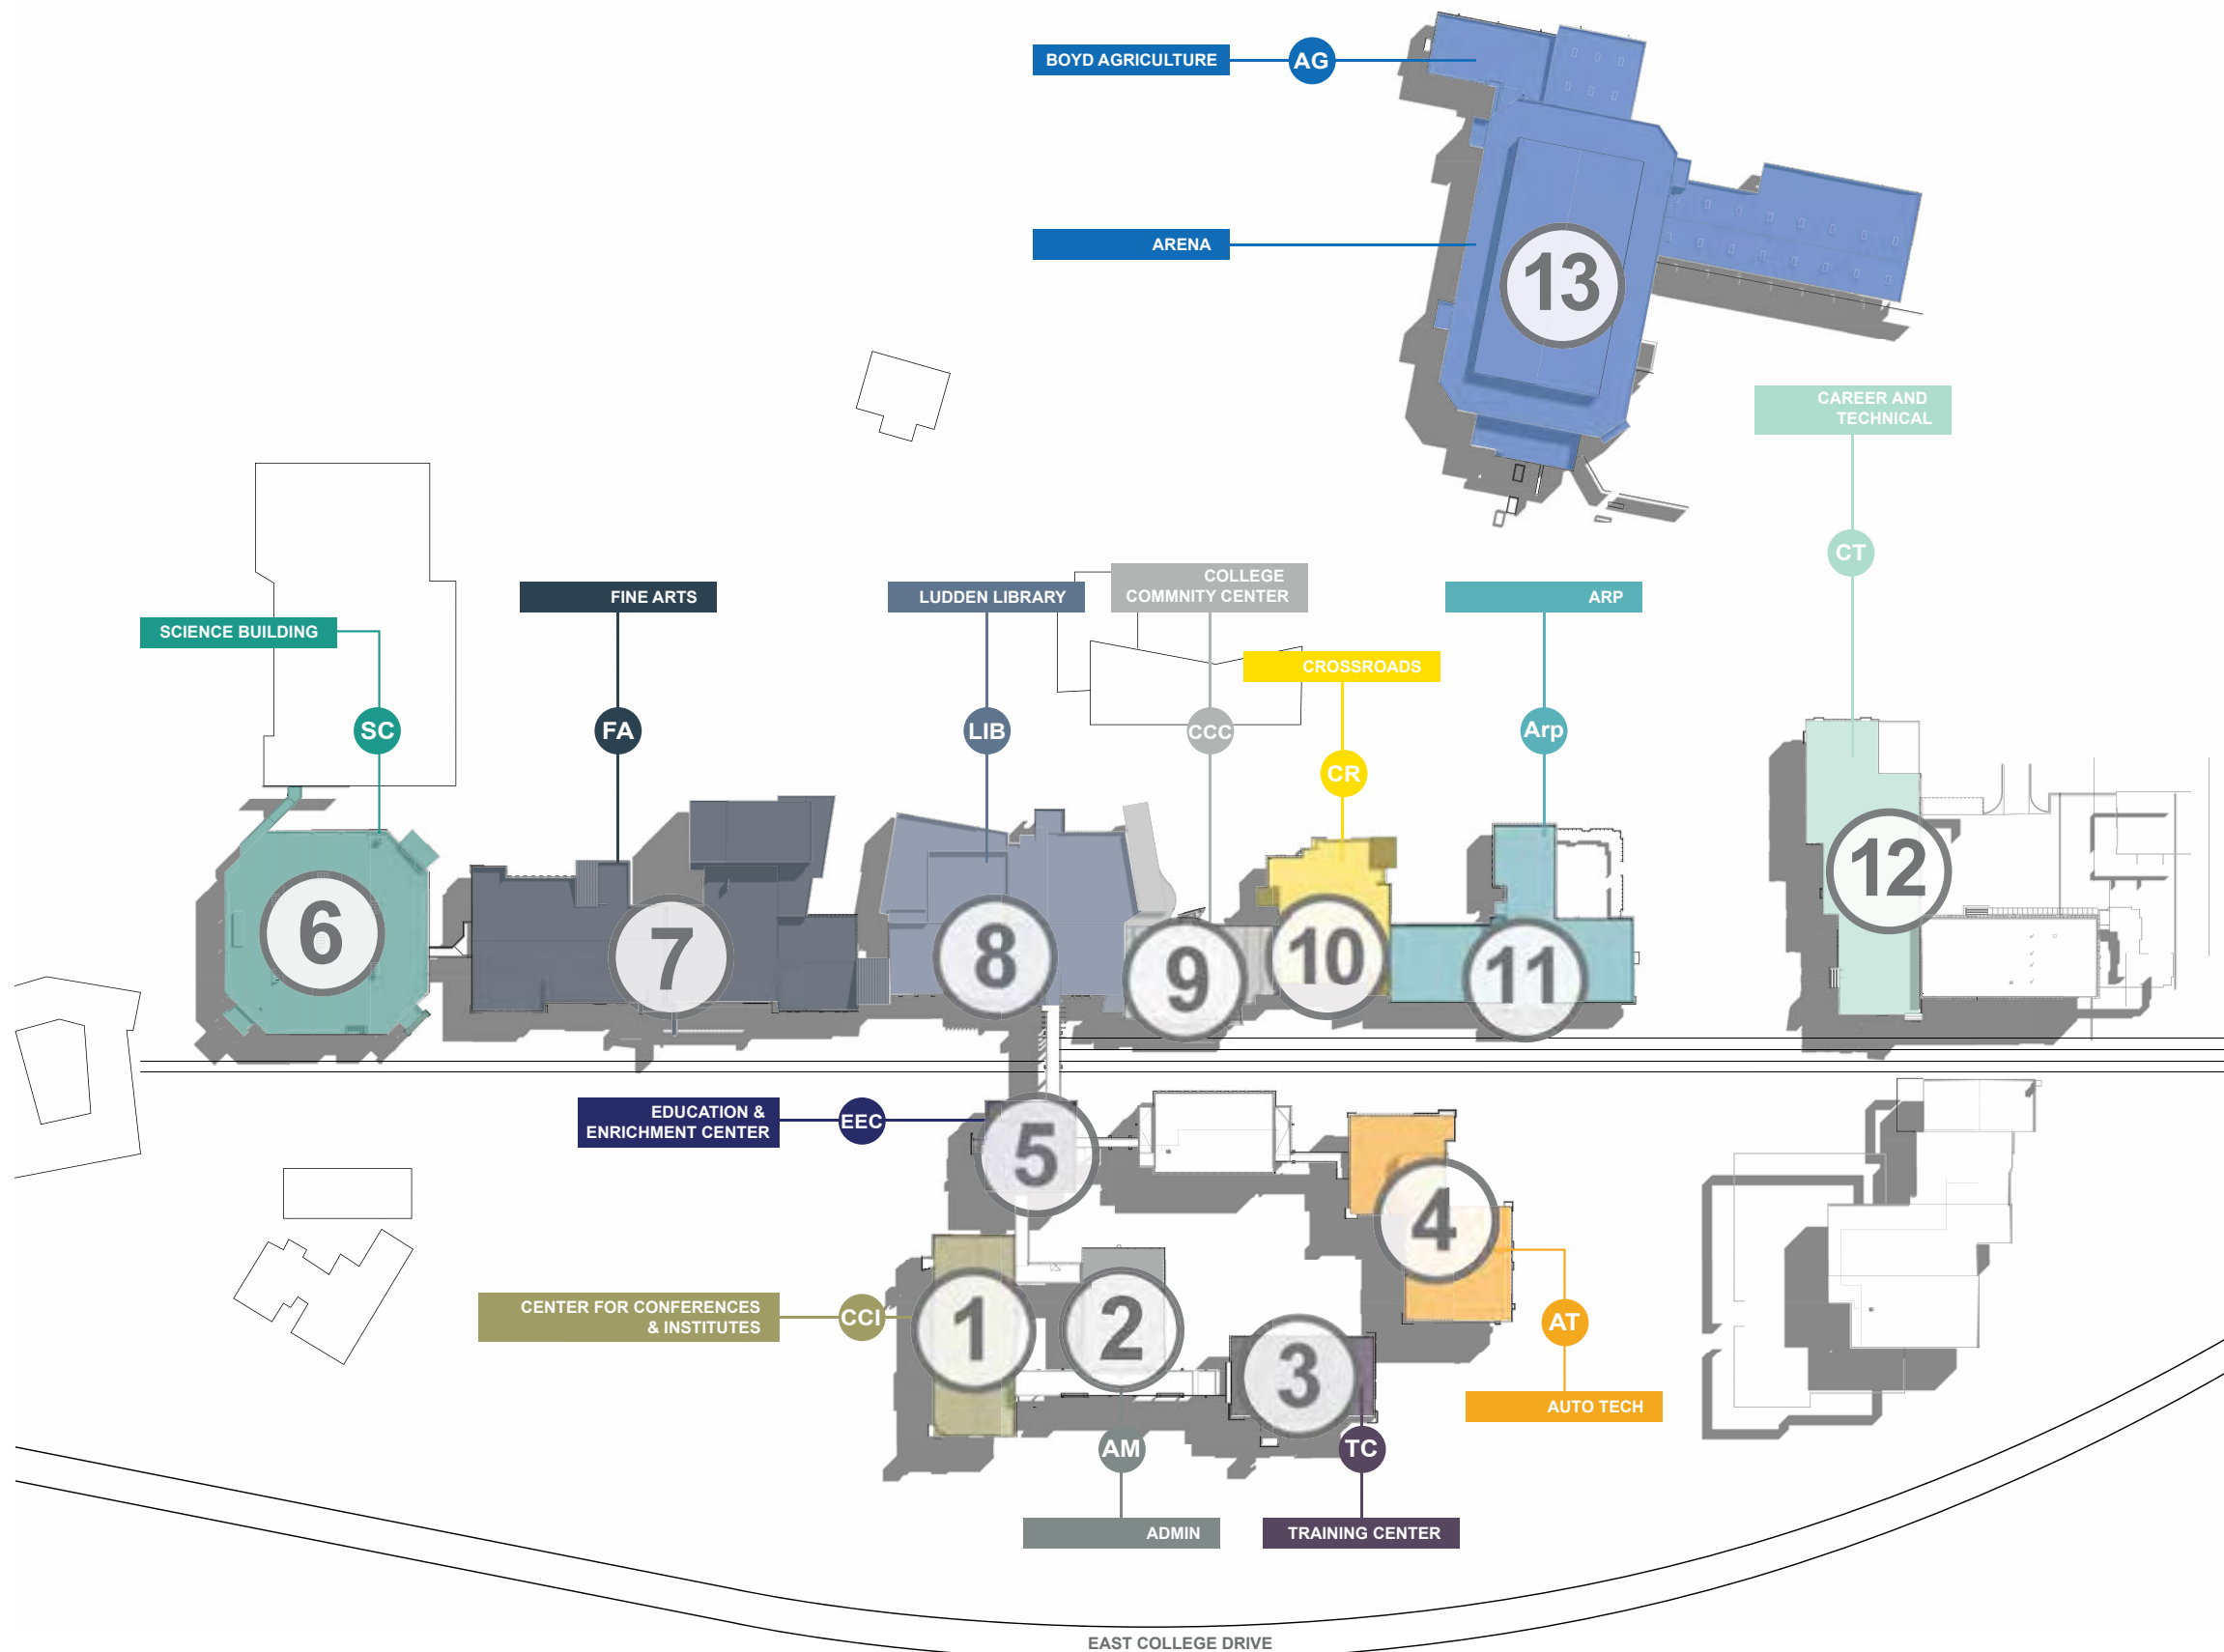 BOYD AGRICULTURE
AG
ARENA
13
CAREER AND
TECHNICAL
CT
SCIENCE BUILDING
SC
FINE ARTS
FA
LUDDEN LIBRARY
LIB
COLLEGE
COMMNITY CENTER
CCC
CROSSROADS
CR
ARP
Arp
6
7
8
9
10
11
12
EDUCATION &
ENRICHMENT CENTER
EEC
5
4
CENTER FOR CONFERENCES
& INSTITUTES
CCI
1
2
3
AT
AUTO TECH
AM
TC
ADMIN
TRAINING CENTER
EAST COLLEGE DRIVE